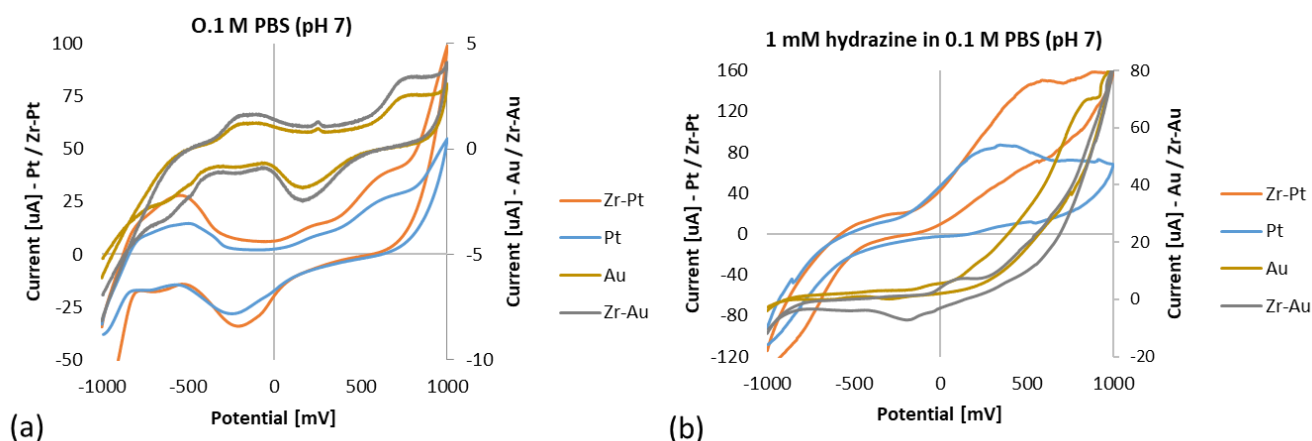 O.1 M PBS (pH 7)
Current [uA] - Pt / Zr-Pt
100
75
50
25
0
-25
-50
5
0
-5
-10
Current [uA] - Au / Zr-Au
-1000 -500 0 500 1000
Potential [mV]
Zr-Pt
Pt
Au
Zr-Au
(a)
1 mM hydrazine in 0.1 M PBS (pH 7)
Current [uA] - Pt / Zr-Pt
160
120
80
40
0
-40
-80
-120
80
60
40
20
0
-20
Current [uA] - Au / Zr-Au
-1000 -500 0 500 1000
Potential [mV]
Zr-Pt
Pt
Au
Zr-Au
(b)